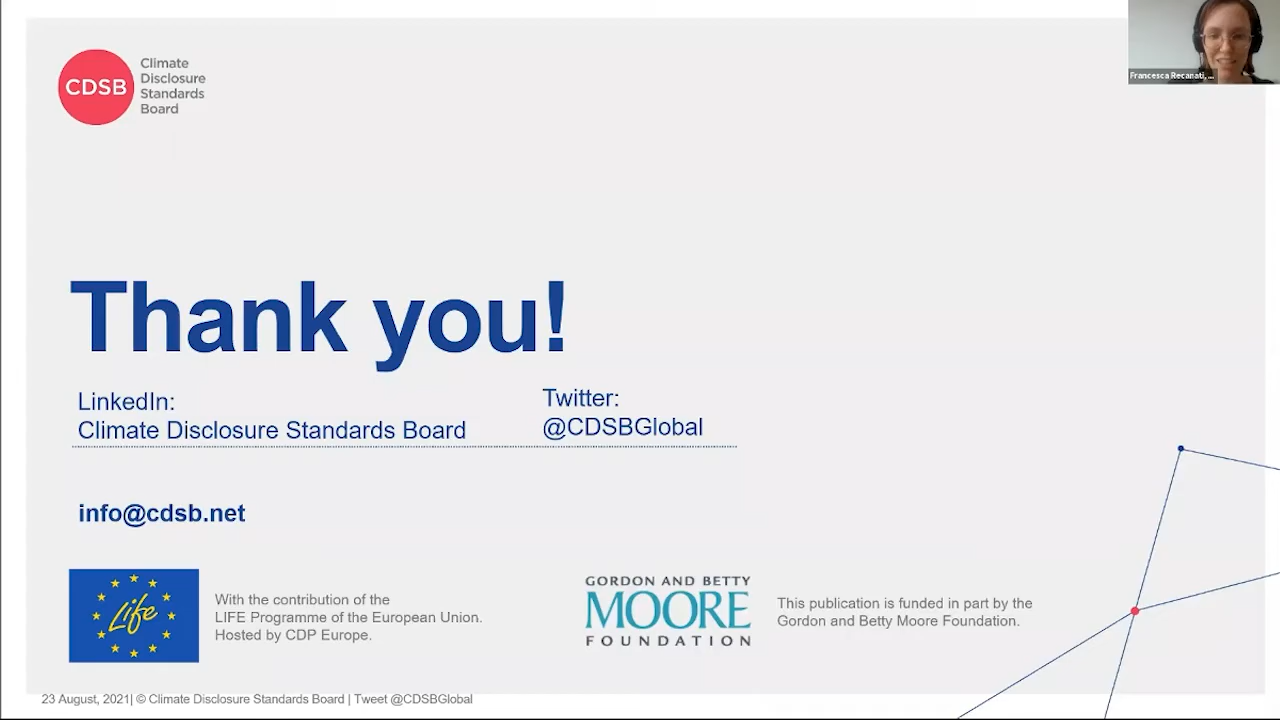 CDSB
Climate
Disclosure
Standards
Board
Francesca Recanati, ...
Thank you!
LinkedIn:
Climate Disclosure Standards Board
Twitter:
@CDSBGlobal
info@cdsb.net
Life
With the contribution of the
LIFE Programme of the European Union.
Hosted by CDP Europe.
GORDON AND BETTY
MOORE
FOUNDATION
This publication is funded in part by the
Gordon and Betty Moore Foundation.
23 August, 2021| © Climate Disclosure Standards Board | Tweet @CDSBGlobal